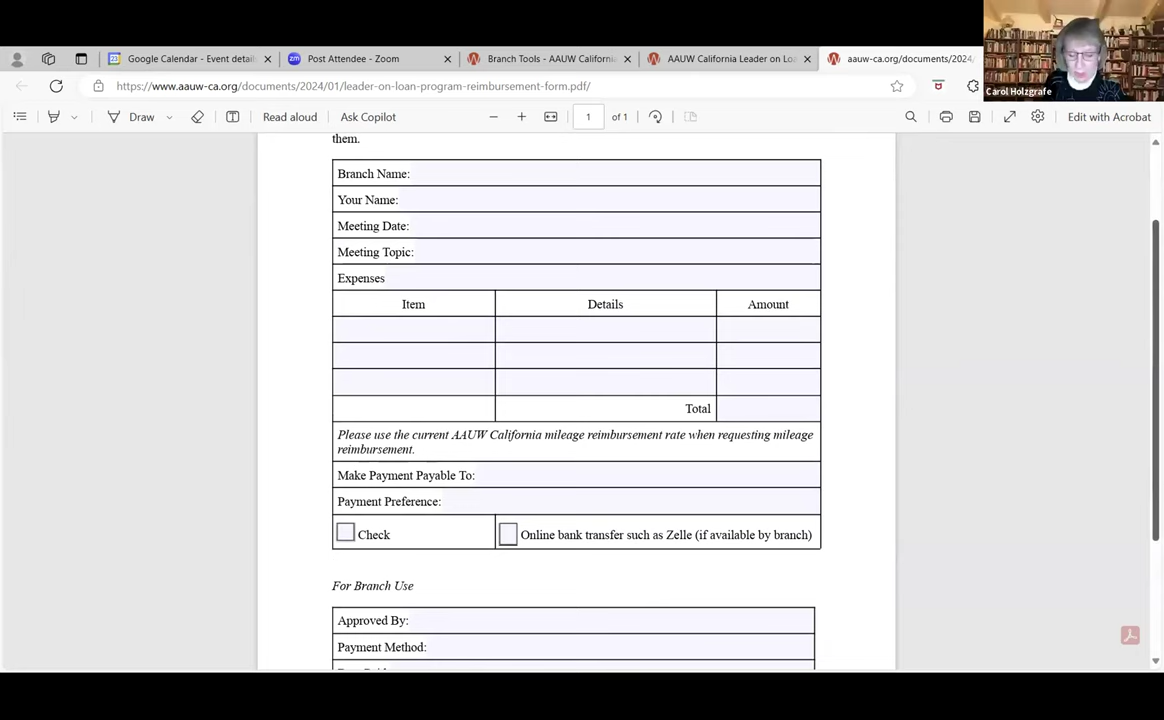 Google Calendar - Event details
Post Attendee - Zoom
Branch Tools - AAUW California
AAUW California Leader on Lo
aauw-ca.org/documents/2024/
Carol Holzgrafe
https://www.aauw-ca.org/documents/2024/01/leader-on-loan-program-reimbursement-form.pdf/
Draw
Read aloud
Ask Copilot
1 of 1
Edit with Acrobat
them.
Branch Name:
Your Name:
Meeting Date:
Meeting Topic:
Expenses
Item Details Amount
Total
Please use the current AAUW California mileage reimbursement rate when requesting mileage
reimbursement.
Make Payment Payable To:
Payment Preference:
Check Online bank transfer such as Zelle (if available by branch)
For Branch Use
Approved By:
Payment Method: